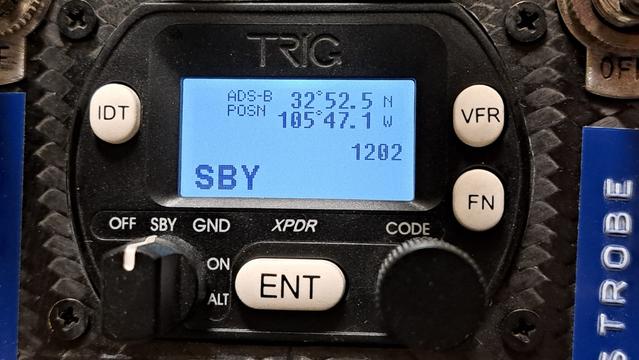 TRIG
IDT
ADS-B 32°52.5 N
POSN 105°47.1 W
1202
SBY
VFR
FN
OFF SBY GND XPDR CODE
ON
ALT
ENT
STROBE